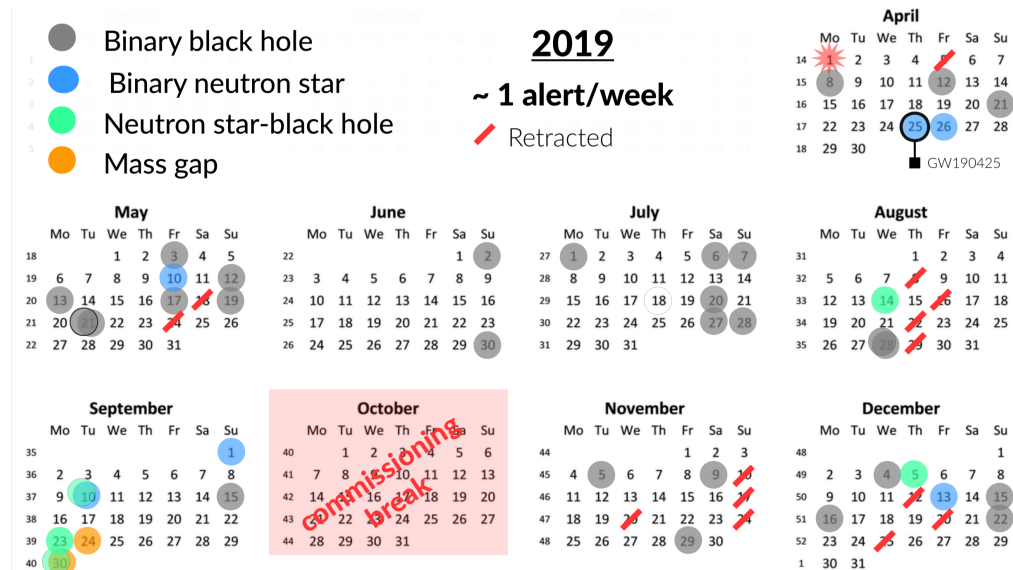 Binary black hole
Binary neutron star
Neutron star-black hole
Mass gap
2019
~ 1 alert/week
Retracted
April
Mo Tu We Th Fr Sa Su
14 1 2 3 4 5 6 7
15 8 9 10 11 12 13 14
16 15 16 17 18 19 20 21
17 22 23 24 25 26 27 28
18 29 30
GW190425
May
Mo Tu We Th Fr Sa Su
18 1 2 3 4 5
19 6 7 8 9 10 11 12
20 13 14 15 16 17 18 19
21 20 21 22 23 24 25 26
22 27 28 29 30 31
June
Mo Tu We Th Fr Sa Su
22 1 2
23 3 4 5 6 7 8 9
24 10 11 12 13 14 15 16
25 17 18 19 20 21 22 23
26 24 25 26 27 28 29 30
July
Mo Tu We Th Fr Sa Su
27 1 2 3 4 5 6 7
28 8 9 10 11 12 13 14
29 15 16 17 18 19 20 21
30 22 23 24 25 26 27 28
31 29 30 31
August
Mo Tu We Th Fr Sa Su
31 1 2 3 4
32 5 6 7 8 9 10 11
33 12 13 14 15 16 17 18
34 19 20 21 22 23 24 25
35 26 27 28 29 30 31
September
Mo Tu We Th Fr Sa Su
35 1
36 2 3 4 5 6 7 8
37 9 10 11 12 13 14 15
38 16 17 18 19 20 21 22
39 23 24 25 26 27 28 29
40 30
October
Mo Tu We Th Fr Sa Su
40 1 2 3 4 5 6
41 7 8 9 10 11 12 13
42 14 15 16 17 18 19 20
43 21 22 23 24 25 26 27
44 28 29 30 31
commissioning
break
November
Mo Tu We Th Fr Sa Su
44 1 2 3
45 4 5 6 7 8 9 10
46 11 12 13 14 15 16 17
47 18 19 20 21 22 23 24
48 25 26 27 28 29 30
December
Mo Tu We Th Fr Sa Su
48 1
49 2 3 4 5 6 7 8
50 9 10 11 12 13 14 15
51 16 17 18 19 20 21 22
52 23 24 25 26 27 28 29
1 30 31